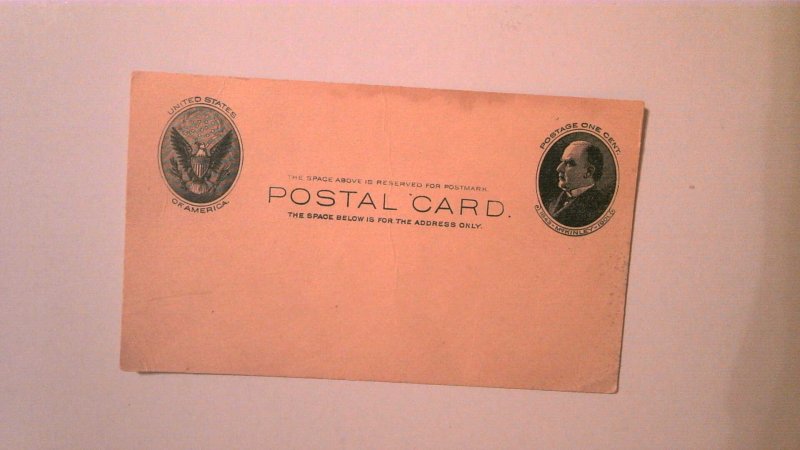 UNITED STATES
OF AMERICA.
THE SPACE ABOVE IS RESERVED FOR POSTMARK.
POSTAL CARD.
THE SPACE BELOW IS FOR THE ADDRESS ONLY.
POSTAGE ONE CENT.
McKINLEY